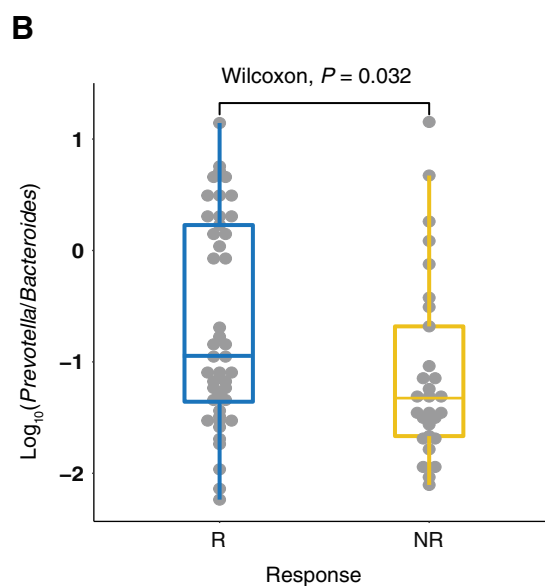 B
Wilcoxon, P = 0.032
Log10(Prevotella/Bacteroides)
1
0
−1
−2
R NR
Response